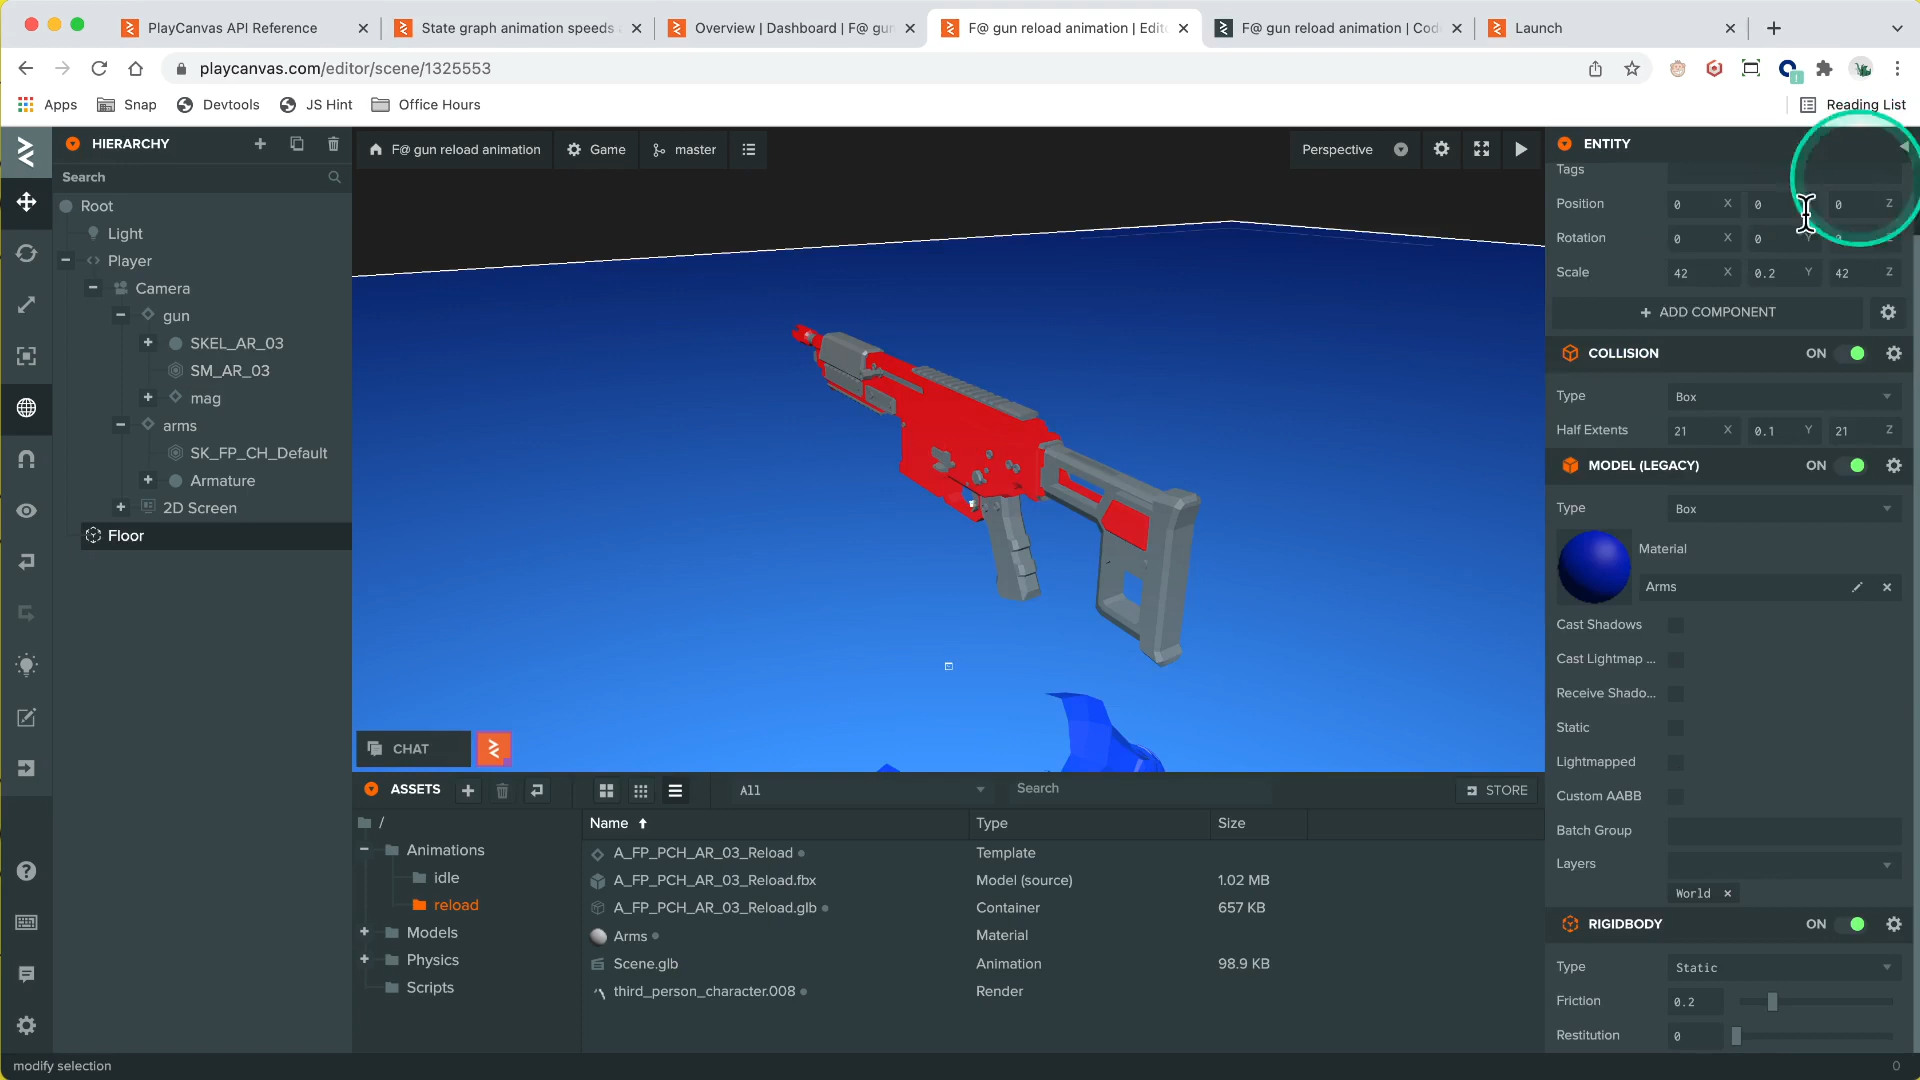 PlayCanvas API Reference
State graph animation speeds
Overview | Dashboard | F@ gun
F@ gun reload animation | Edit
F@ gun reload animation | Cod
Launch
playcanvas.com/editor/scene/1325553
Apps
Snap
Devtools
JS Hint
Office Hours
Reading List
HIERARCHY
Search
Root
Light
Player
Camera
gun
SKEL_AR_03
SM_AR_03
mag
arms
SK_FP_CH_Default
Armature
2D Screen
Floor
F@ gun reload animation
Game
master
Perspective
CHAT
ENTITY
Tags
Position 0 X 0 0 Z
Rotation 0 X 0 Y 0
Scale 42 X 0.2 Y 42 Z
+ ADD COMPONENT
COLLISION ON
Type Box
Half Extents 21 X 0.1 Y 21 Z
MODEL (LEGACY) ON
Type Box
Material
Arms
Cast Shadows
Cast Lightmap ...
Receive Shado...
Static
Lightmapped
Custom AABB
Batch Group
Layers
World
RIGIDBODY ON
Type Static
Friction 0.2
Restitution 0
ASSETS
All
Search
STORE
/
Animations
idle
reload
Models
Physics
Scripts
Name Type Size
A_FP_PCH_AR_03_Reload Template
A_FP_PCH_AR_03_Reload.fbx Model (source) 1.02 MB
A_FP_PCH_AR_03_Reload.glb Container 657 KB
Arms Material
Scene.glb Animation 98.9 KB
third_person_character.008 Render
modify selection
0